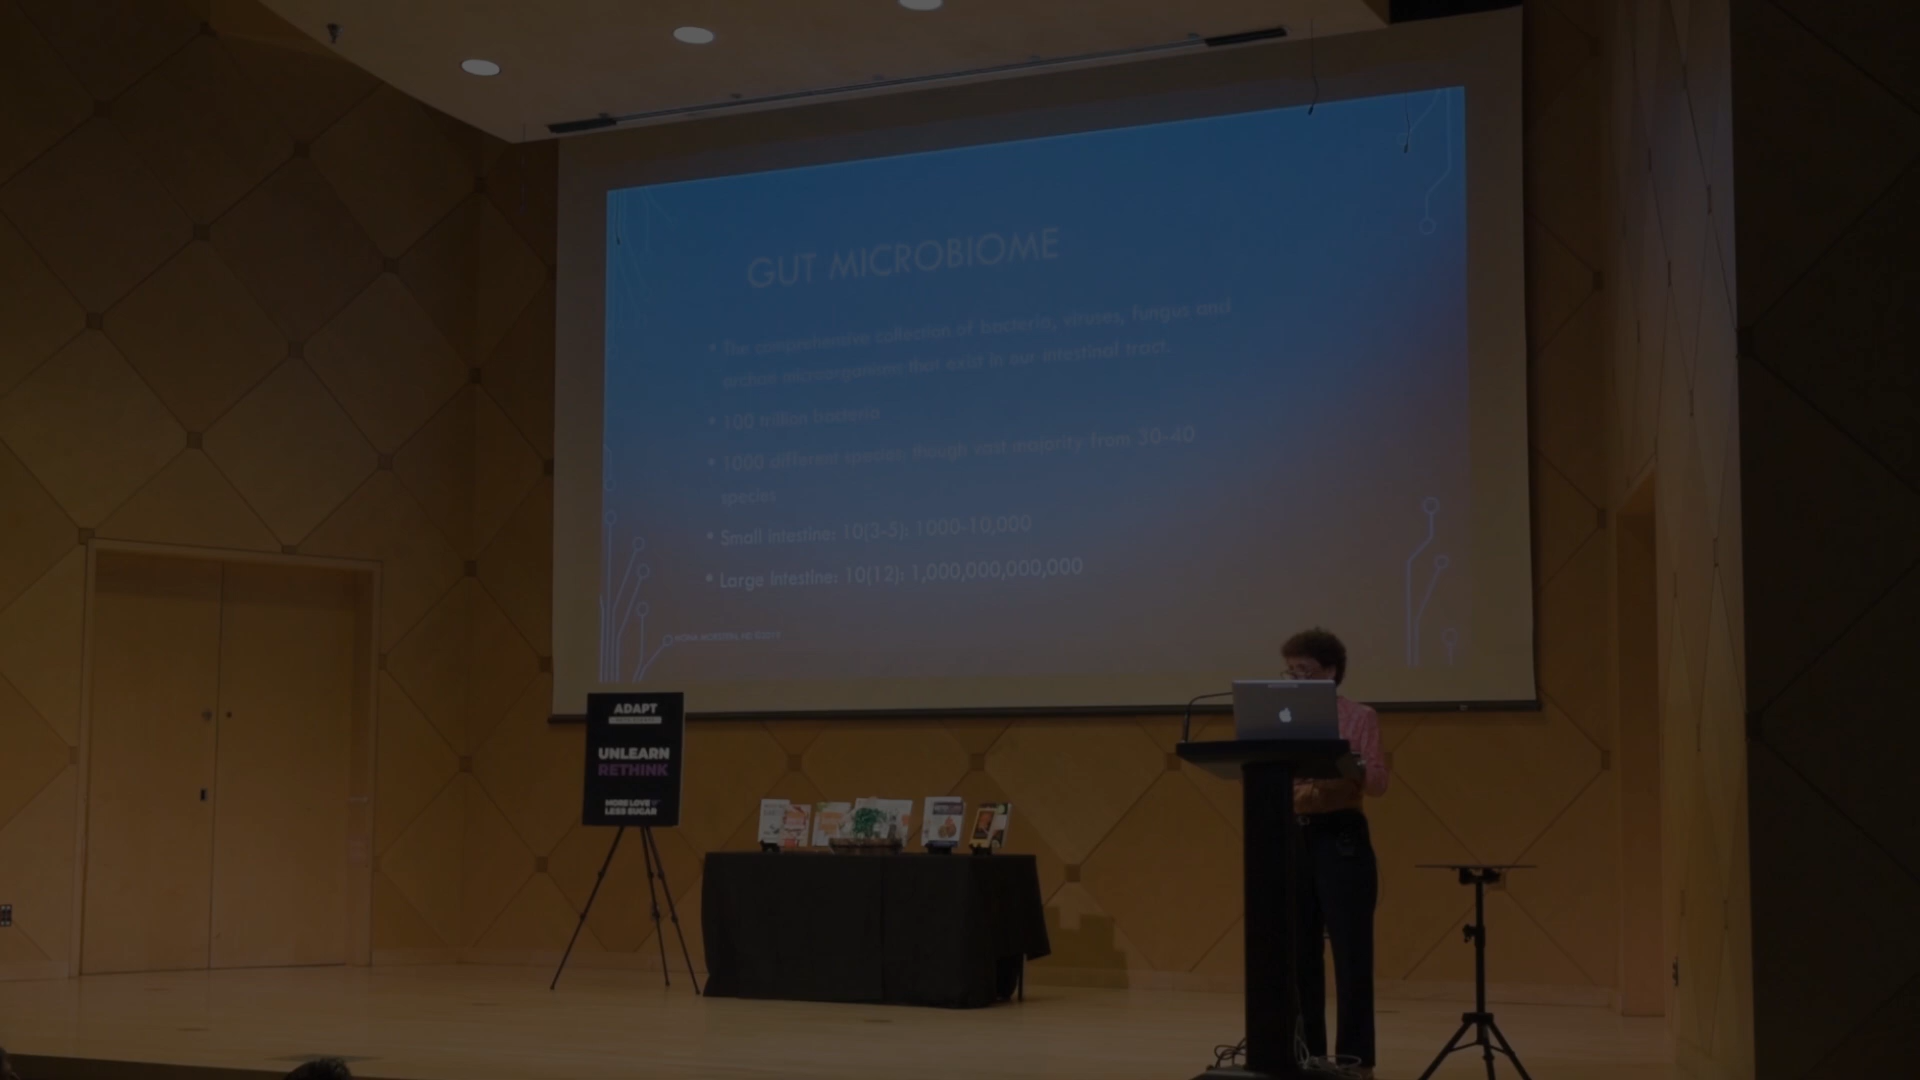 GUT MICROBIOME
• The comprehensive collection of bacteria, viruses, fungus and
archae microorganisms that exist in our intestinal tract.
• 100 trillion bacteria
• 1000 different species, though vast majority from 30-40
species
• Small intestine: 10(3-5): 1000-10,000
• Large intestine: 10(12): 1,000,000,000,000
ADAPT
UNLEARN
RETHINK
MORE LOVE
LESS SUGAR